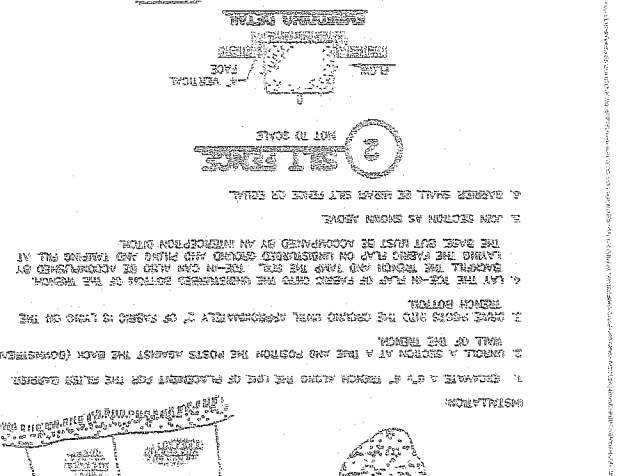 INSTALLATION:
1. EXCAVATE A 6" x 6" TRENCH ALONG THE LINE OF PLACEMENT FOR THE FILTER BARRIER.
2. UNROLL A SECTION AT A TIME AND POSITION THE POSTS AGAINST THE BACK (DOWNSTREAM
WALL OF THE TRENCH.
3. DRIVE POSTS INTO THE GROUND UNTIL APPROXIMATELY 2" OF FABRIC IS LYING ON THE
TRENCH BOTTOM.
4. LAY THE TOE-IN FLAP OF FABRIC ONTO THE UNDISTURBED BOTTOM OF THE TRENCH,
BACKFILL THE TRENCH AND TAMP THE SOIL. TOE-IN CAN ALSO BE ACCOMPLISHED BY
LAYING THE FABRIC FLAP ON UNDISTURBED GROUND AND PILING AND TAMPING FILL AT
THE BASE, BUT MUST BE ACCOMPANIED BY AN INTERCEPTION DITCH.
5. JOIN SECTION AS SHOWN ABOVE.
6. BARRIER SHALL BE MIRAFI SILT FENCE OR EQUAL.
2 SILT FENCE
NOT TO SCALE
FLOW
4" VERTICAL
FACE
EMBEDDING DETAIL